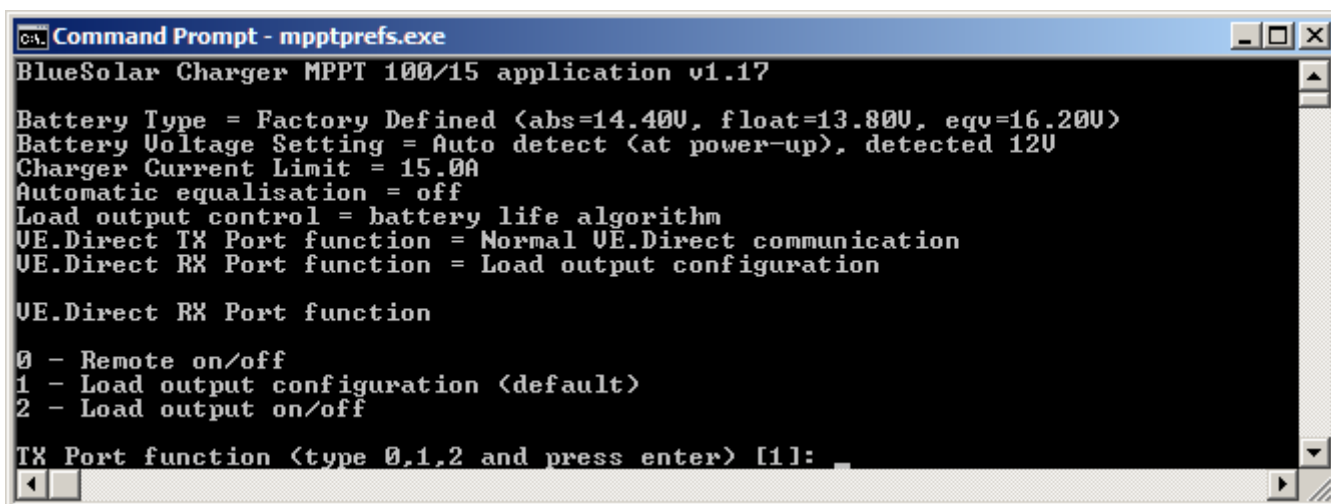 Command Prompt - mpptprefs.exe
BlueSolar Charger MPPT 100/15 application v1.17
Battery Type = Factory Defined (abs=14.40V, float=13.80V, eqv=16.20V)
Battery Voltage Setting = Auto detect (at power-up), detected 12V
Charger Current Limit = 15.0A
Automatic equalisation = off
Load output control = battery life algorithm
VE.Direct TX Port function = Normal VE.Direct communication
VE.Direct RX Port function = Load output configuration
VE.Direct RX Port function
0 - Remote on/off
1 - Load output configuration (default)
2 - Load output on/off
TX Port function (type 0,1,2 and press enter) [1]: _